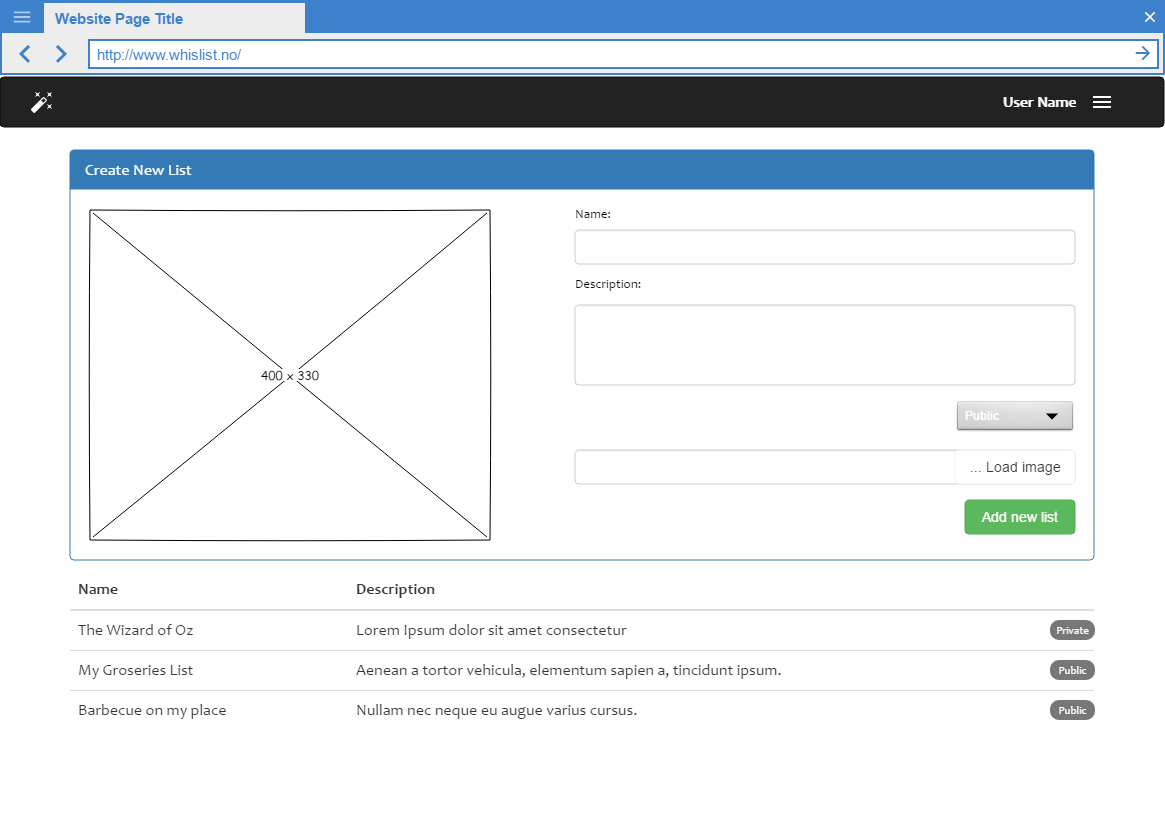 Website Page Title
http://www.whislist.no/
User Name
Create New List
400 × 330
Name:
Description:
Public
... Load image
Add new list
Name Description
The Wizard of Oz Lorem Ipsum dolor sit amet consectetur Private
My Groseries List Aenean a tortor vehicula, elementum sapien a, tincidunt ipsum. Public
Barbecue on my place Nullam nec neque eu augue varius cursus. Public